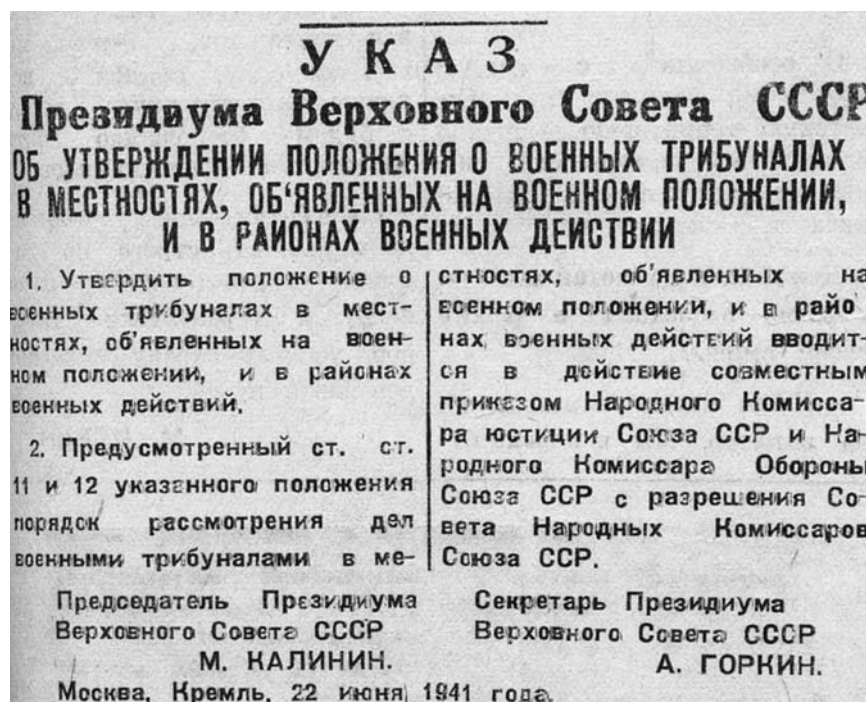 УКАЗ
Президиума Верховного Совета СССР
ОБ УТВЕРЖДЕНИИ ПОЛОЖЕНИЯ О ВОЕННЫХ ТРИБУНАЛАХ
В МЕСТНОСТЯХ, ОБ‘ЯВЛЕННЫХ НА ВОЕННОМ ПОЛОЖЕНИИ,
И В РАЙОНАХ ВОЕННЫХ ДЕЙСТВИЙ
1. Утвердить положение о
военных трибуналах в мест-
ностях, об'явленных на воен-
ном положении, и в районах
военных действий.
2. Предусмотренный ст. ст.
11 и 12 указанного положения
порядок рассмотрения дел
военными трибуналами в ме-
стностях, об'явленных на
военном положении, и в райо
нах военных действий вводит-
ся в действие совместным
приказом Народного Комисса-
ра юстиции Союза ССР и На-
родного Комиссара Обороны
Союза ССР с разрешения Со-
вета Народных Комиссаров
Союза ССР.
Председатель Президиума
Верховного Совета СССР
М. КАЛИНИН.
Секретарь Президиума
Верховного Совета СССР
А. ГОРКИН.
Москва, Кремль, 22 июня 1941 года.